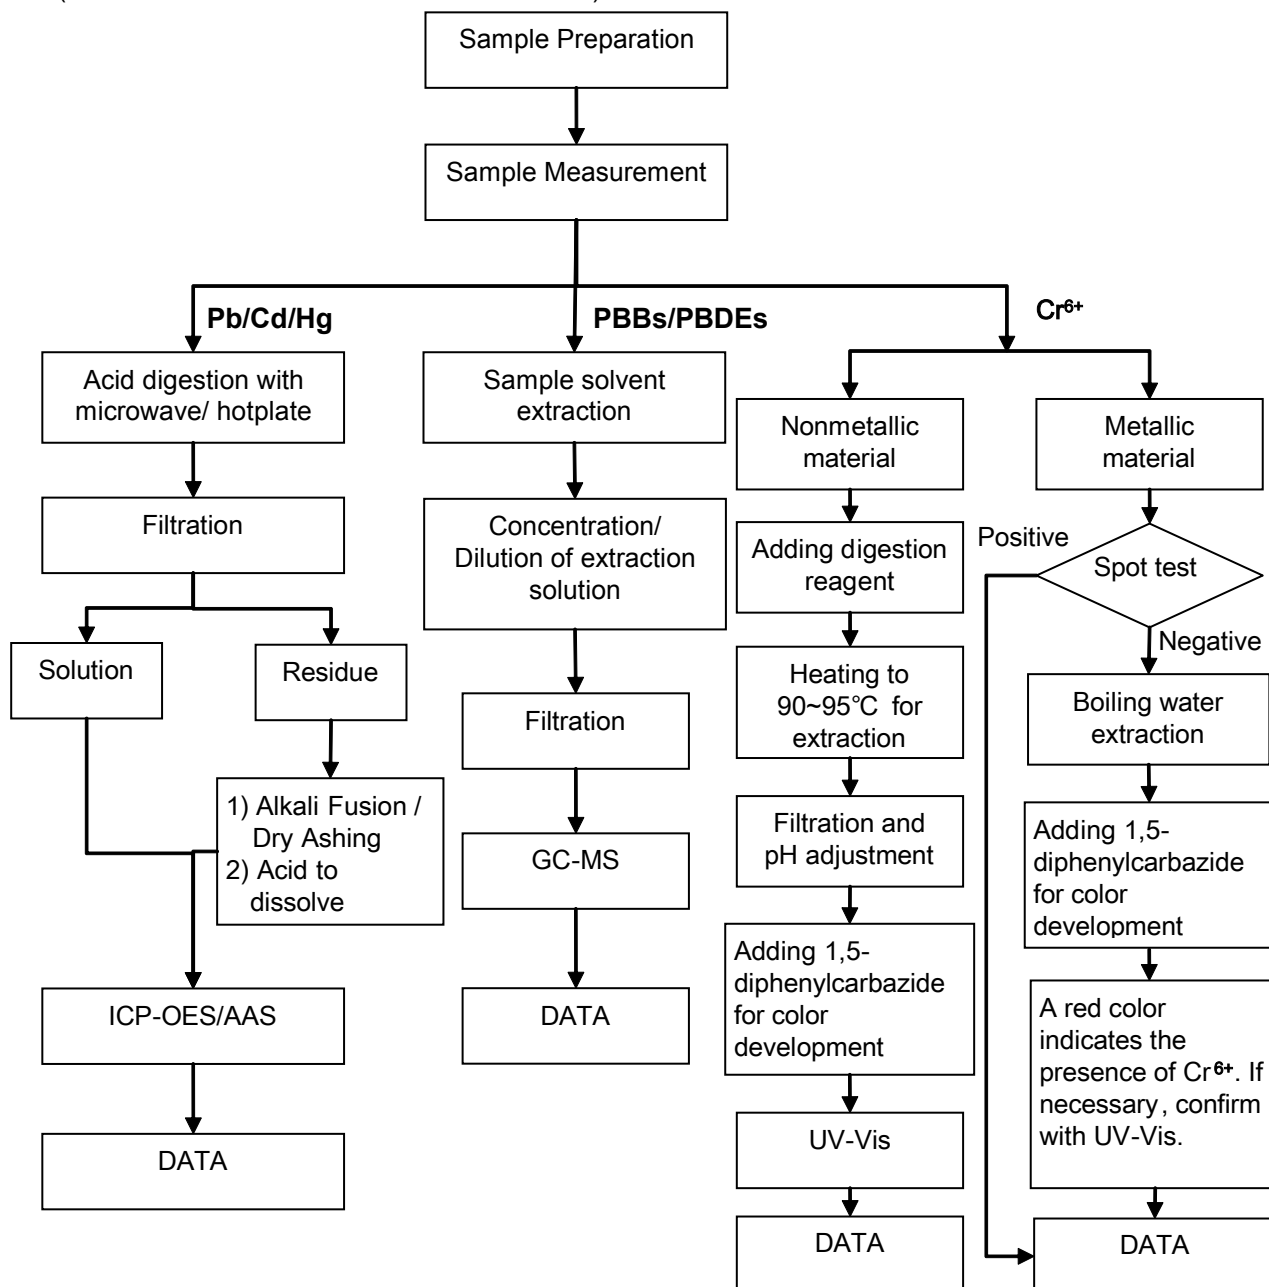 Sample Preparation
Sample Measurement
Pb/Cd/Hg
PBBs/PBDEs
Cr⁶⁺
Acid digestion with
microwave/ hotplate
Filtration
Solution
Residue
1) Alkali Fusion /
Dry Ashing
2) Acid to
dissolve
ICP-OES/AAS
DATA
Sample solvent
extraction
Concentration/
Dilution of extraction
solution
Filtration
GC-MS
DATA
Nonmetallic
material
Adding digestion
reagent
Heating to
90~95℃ for
extraction
Filtration and
pH adjustment
Adding 1,5-
diphenylcarbazide
for color
development
UV-Vis
DATA
Metallic
material
Positive
Spot test
Negative
Boiling water
extraction
Adding 1,5-
diphenylcarbazide
for color
development
A red color
indicates the
presence of Cr⁶⁺. If
necessary, confirm
with UV-Vis.
DATA